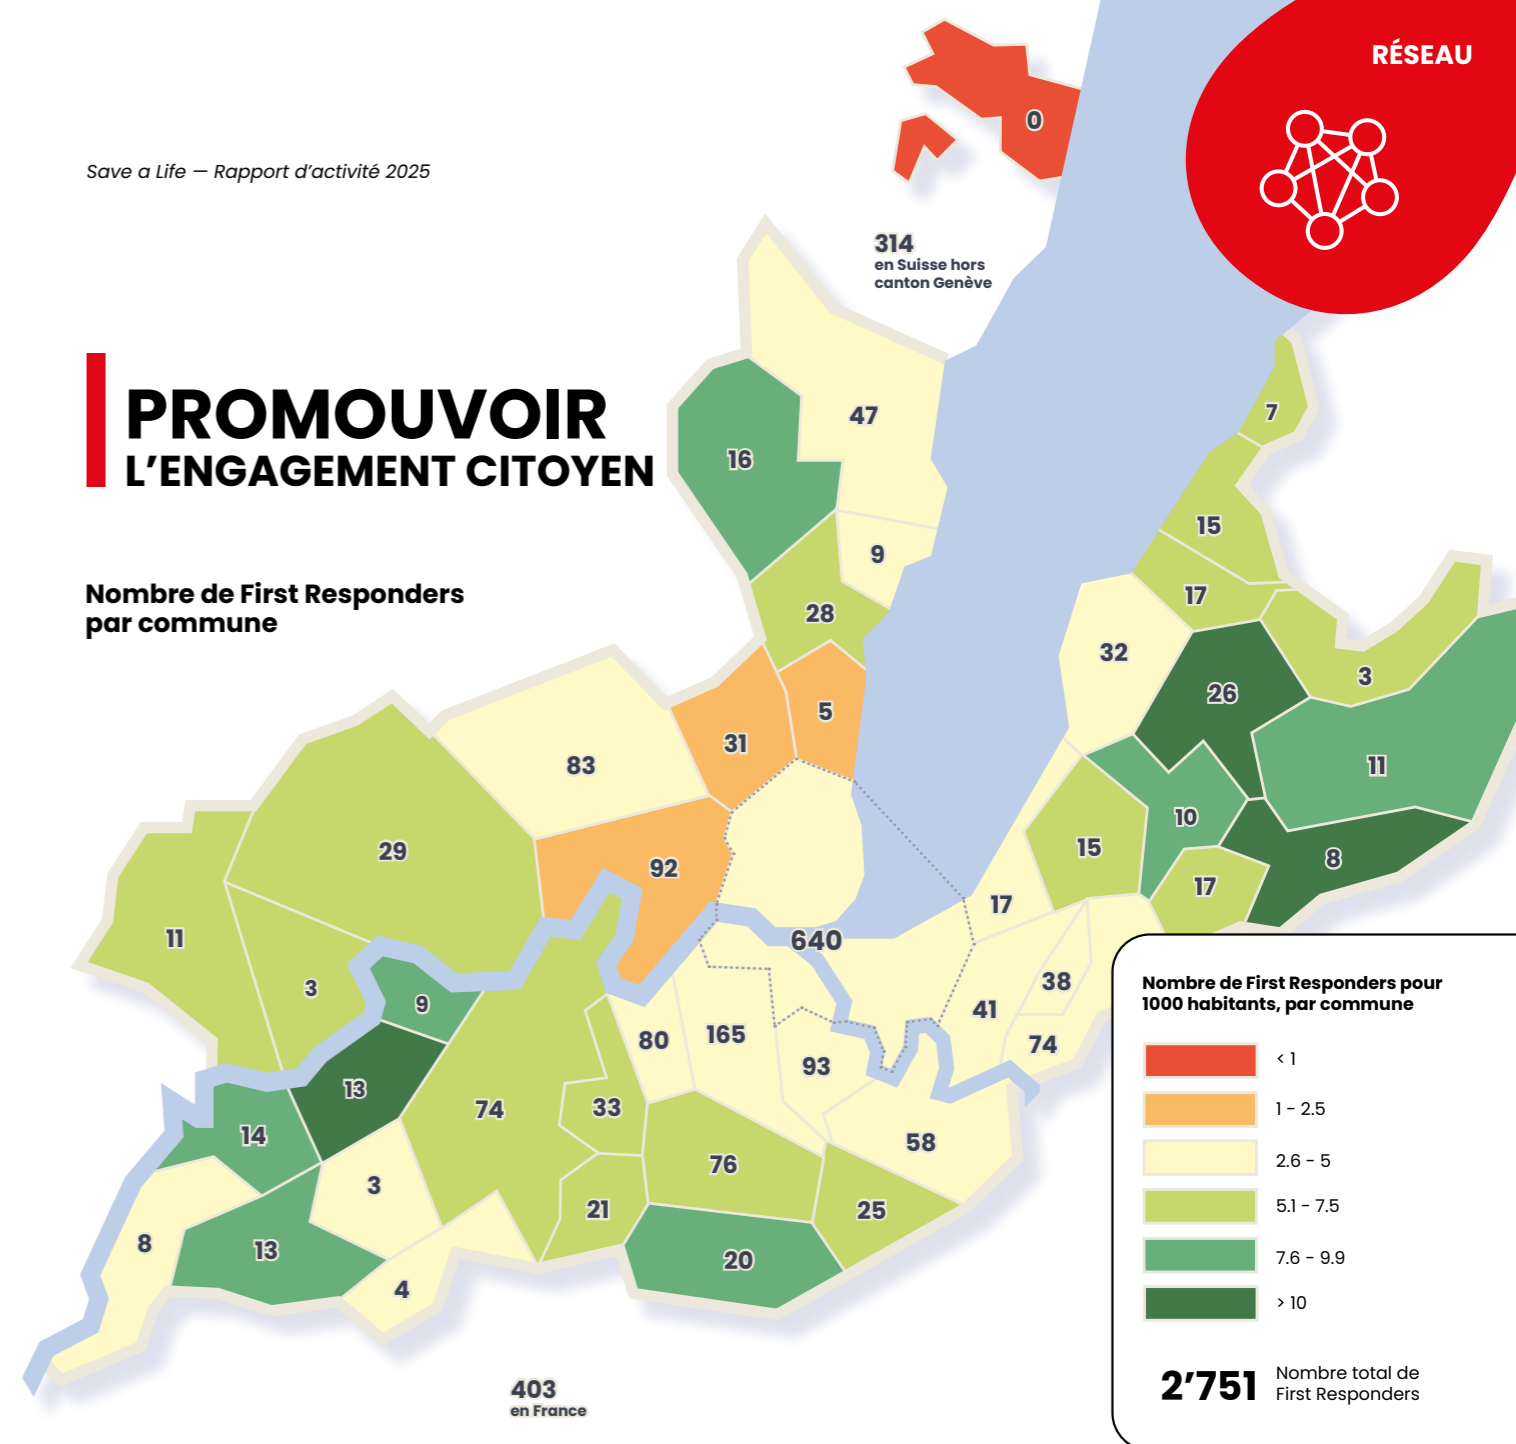 RÉSEAU
Save a Life — Rapport d’activité 2025
PROMOUVOIR
L’ENGAGEMENT CITOYEN
Nombre de First Responders
par commune
0
314
en Suisse hors
canton Genève
47
16
9
28
7
15
17
32
26
3
11
5
31
83
92
29
11
3
9
10
15
8
17
17
640
38
41
74
80
165
93
13
14
74
33
58
76
3
21
25
8
13
20
4
403
en France
Nombre de First Responders pour
1000 habitants, par commune
< 1
1 – 2.5
2.6 – 5
5.1 – 7.5
7.6 – 9.9
> 10
2’751
Nombre total de
First Responders